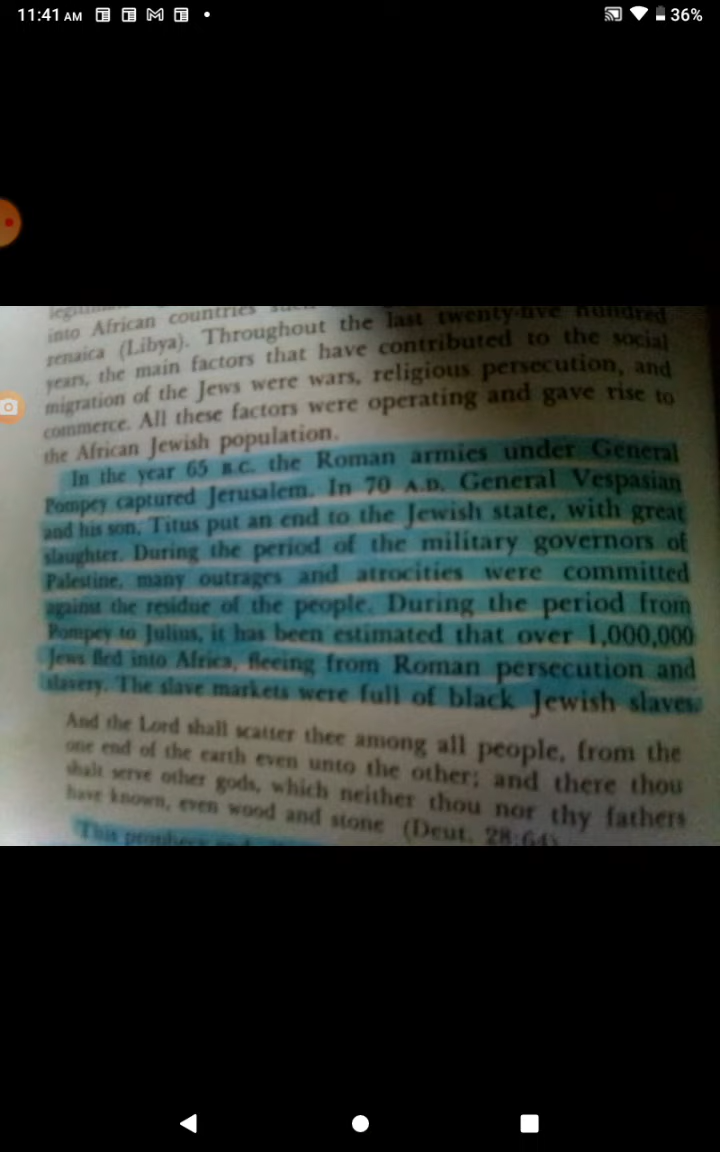 11:41 AM
36%
into African countries
renaica (Libya). Throughout the last twenty-five hundred
years, the main factors that have contributed to the social
migration of the Jews were wars, religious persecution, and
commerce. All these factors were operating and gave rise to
the African Jewish population.
In the year 65 B.C. the Roman armies under General
Pompey captured Jerusalem. In 70 A.D. General Vespasian
and his son, Titus put an end to the Jewish state, with great
slaughter. During the period of the military governors of
Palestine, many outrages and atrocities were committed
against the residue of the people. During the period from
Pompey to Julius, it has been estimated that over 1,000,000
Jews fled into Africa, fleeing from Roman persecution and
slavery. The slave markets were full of black Jewish slaves.
And the Lord shall scatter thee among all people, from the
one end of the earth even unto the other; and there thou
shalt serve other gods, which neither thou nor thy fathers
have known, even wood and stone (Deut. 28:64)
This prophecy